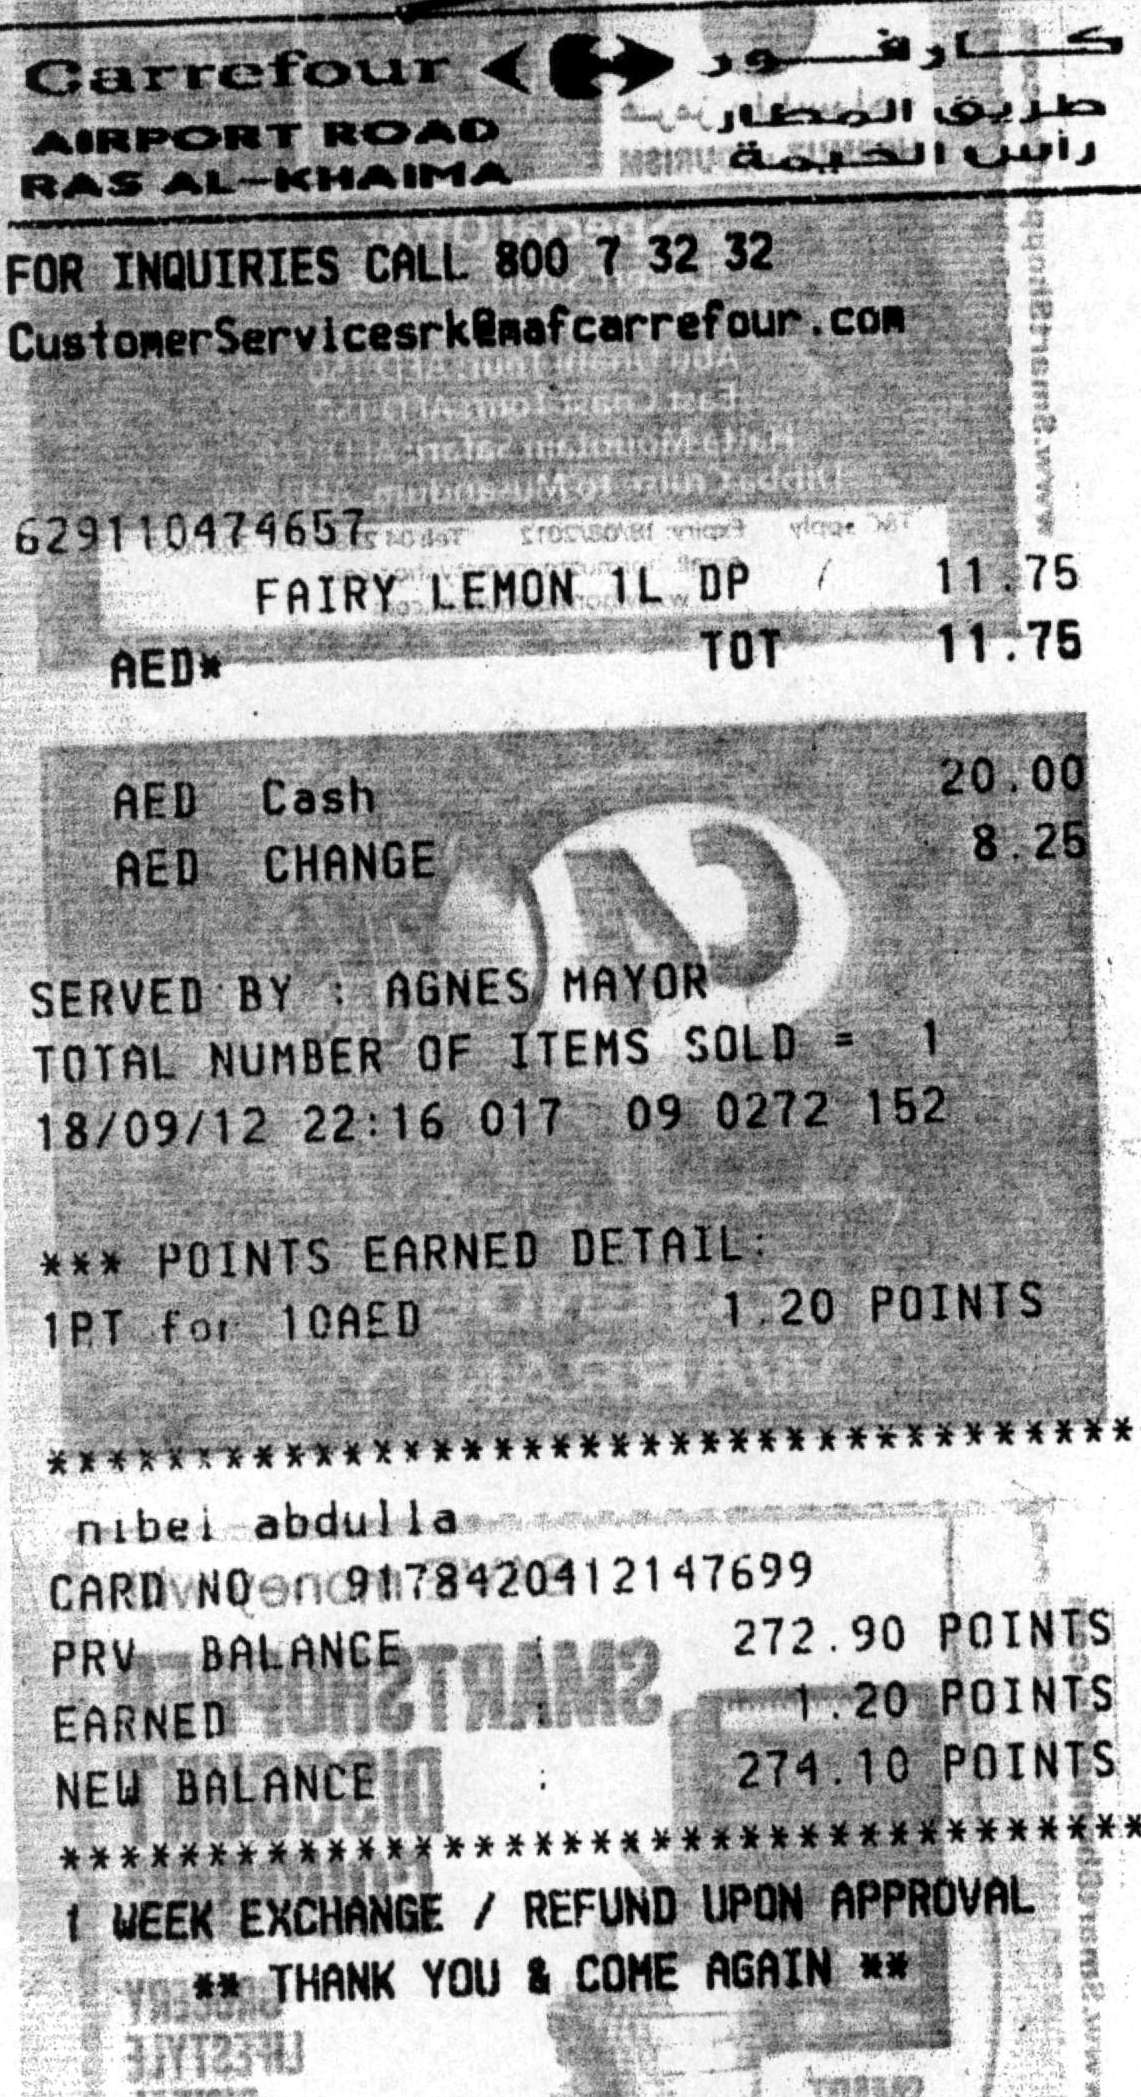 Carrefour كارفور
AIRPORT ROAD طريق المطار
RAS AL-KHAIMA رأس الخيمة
FOR INQUIRIES CALL 800 7 32 32
CustomerServicesrk@mafcarrefour.com
629110474657
FAIRY LEMON 1L DP / 11.75
AED* TOT 11.75
AED Cash 20.00
AED CHANGE 8.25
SERVED BY : AGNES MAYOR
TOTAL NUMBER OF ITEMS SOLD = 1
18/09/12 22:16 017 09 0272 152
*** POINTS EARNED DETAIL:
1PT for 10AED 1.20 POINTS
*************************************
nibei abdulla
CARD NO 9178420412147699
PRV BALANCE : 272.90 POINTS
EARNED : 1.20 POINTS
NEW BALANCE : 274.10 POINTS
*************************************
1 WEEK EXCHANGE / REFUND UPON APPROVAL
** THANK YOU & COME AGAIN **